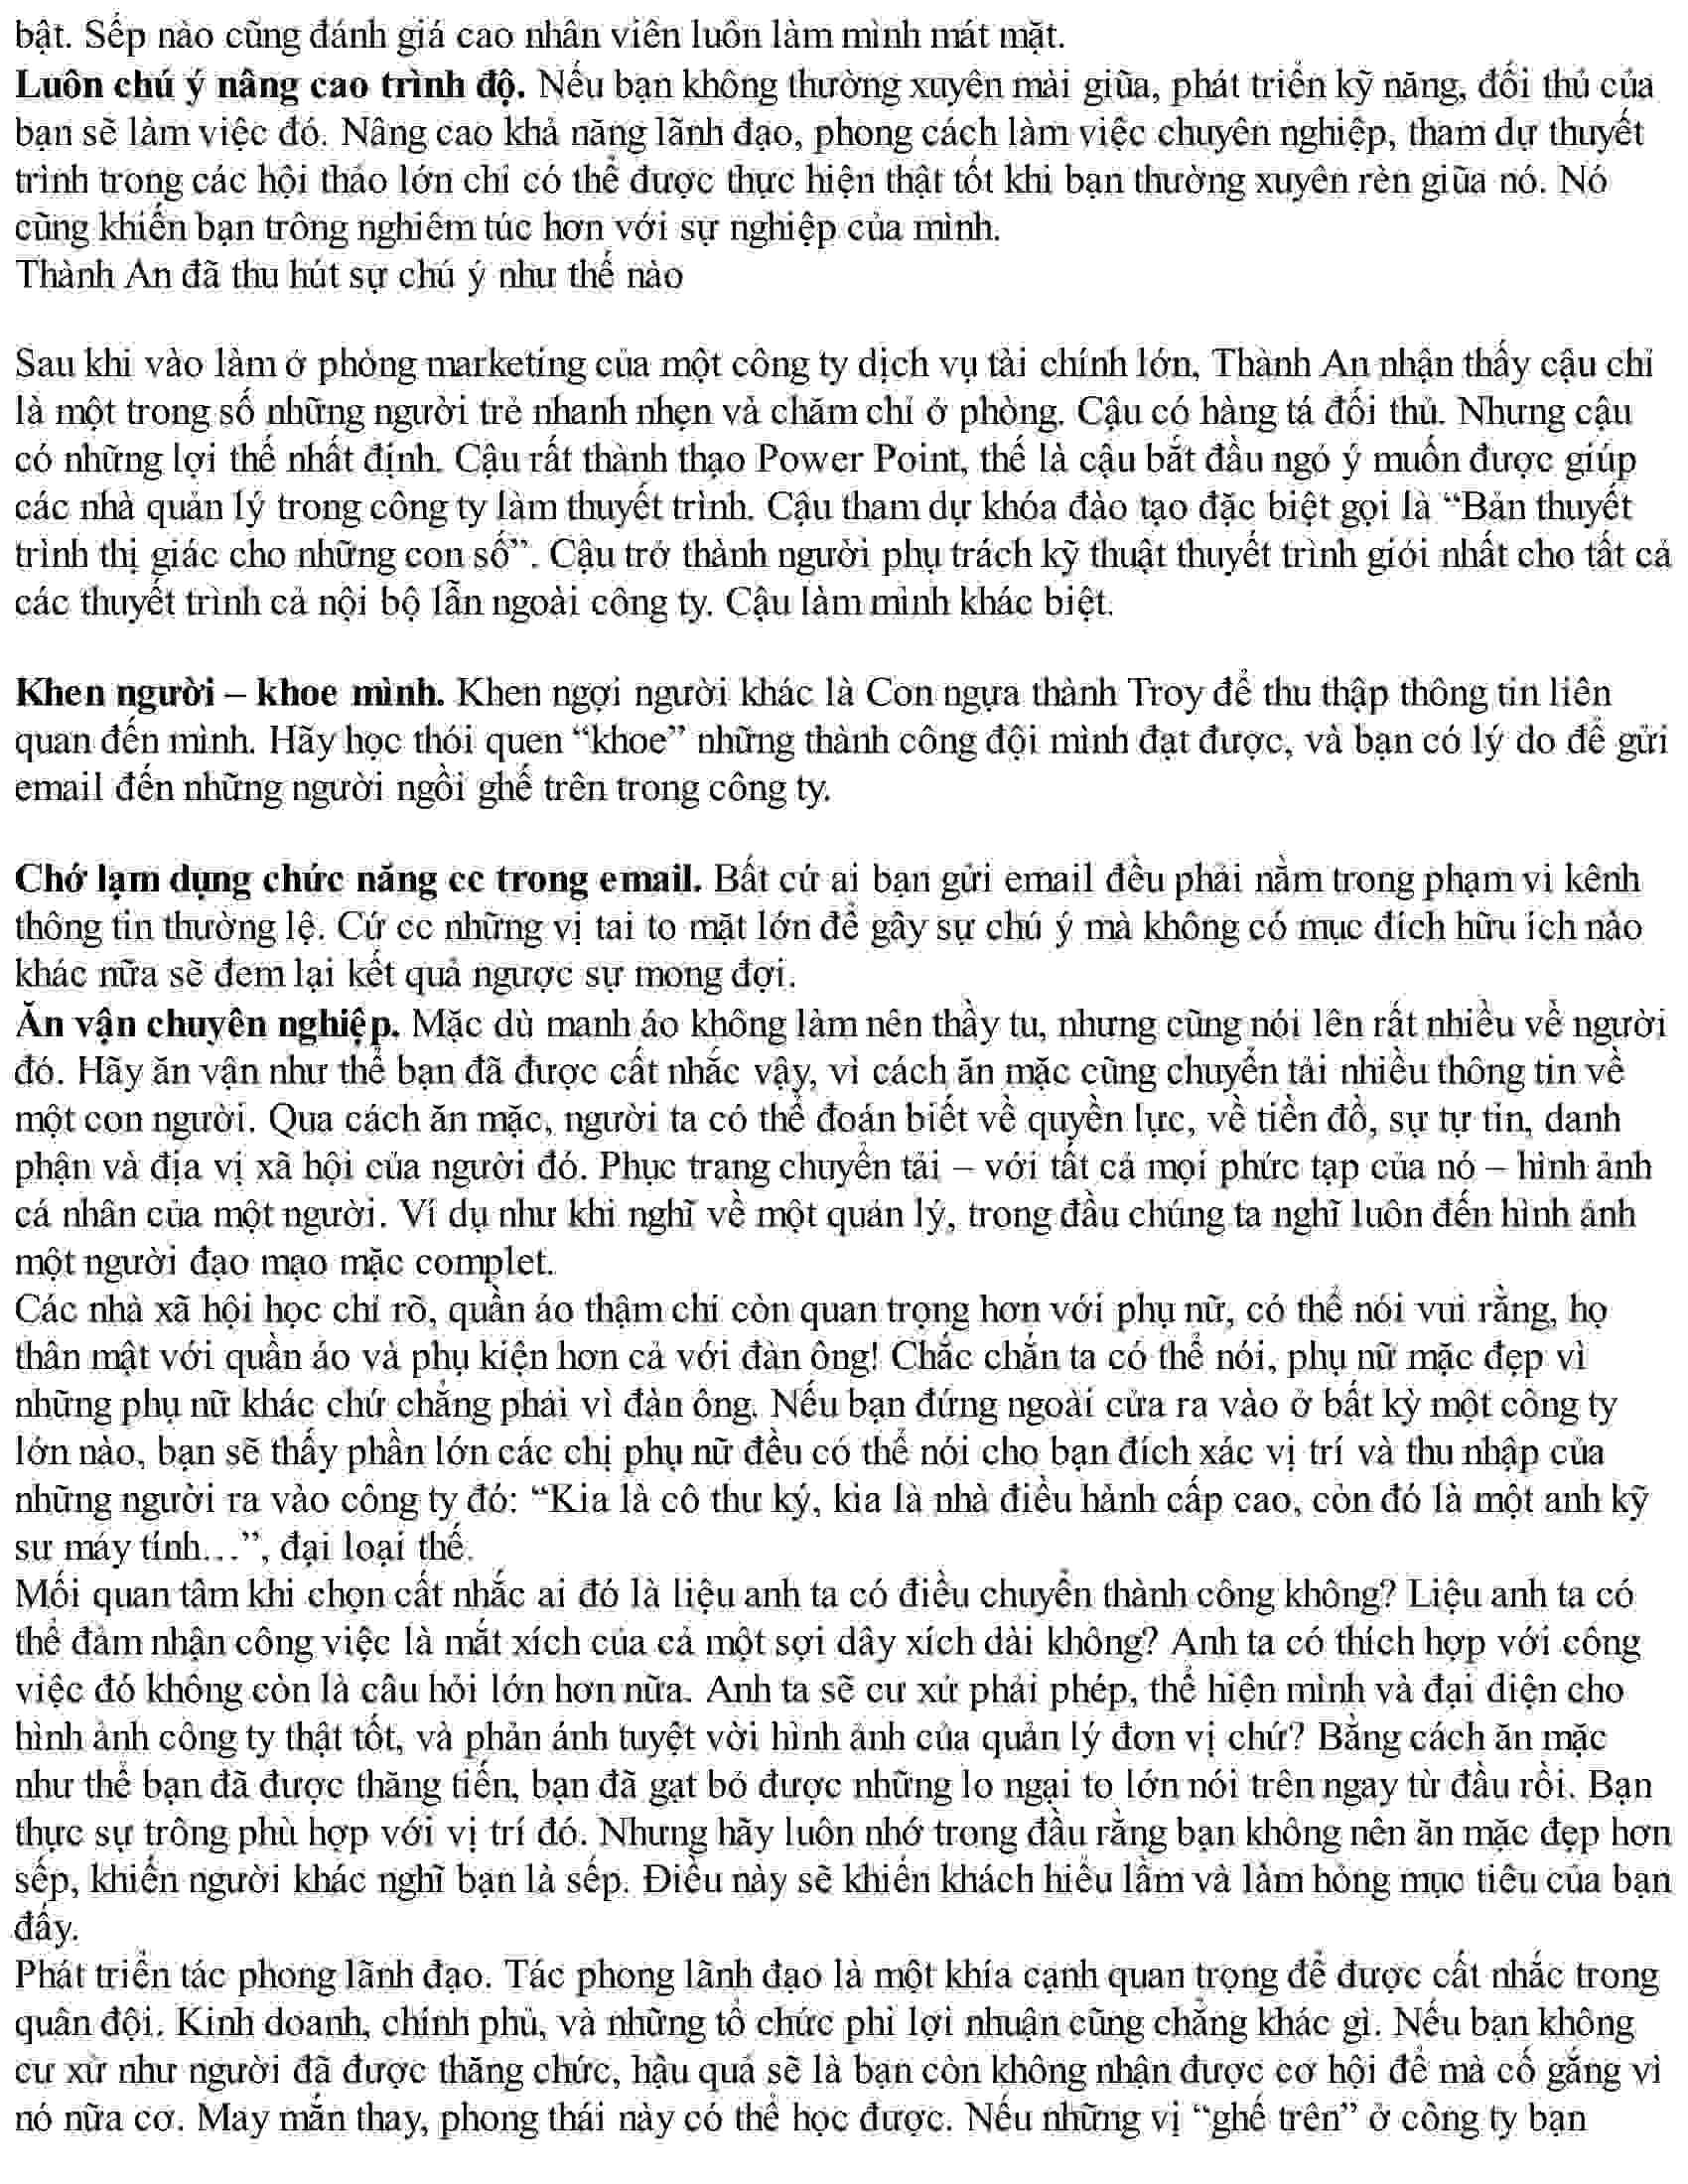 bật. Sếp nào cũng đánh giá cao nhân viên luôn làm mình mát mặt.
Luôn chú ý nâng cao trình độ. Nếu bạn không thường xuyên mài giũa, phát triển kỹ năng, đối thủ của
bạn sẽ làm việc đó. Nâng cao khả năng lãnh đạo, phong cách làm việc chuyên nghiệp, tham dự thuyết
trình trong các hội thảo lớn chỉ có thể được thực hiện thật tốt khi bạn thường xuyên rèn giũa nó. Nó
cũng khiến bạn trông nghiêm túc hơn với sự nghiệp của mình.
Thành An đã thu hút sự chú ý như thế nào
Sau khi vào làm ở phòng marketing của một công ty dịch vụ tài chính lớn, Thành An nhận thấy cậu chỉ
là một trong số những người trẻ nhanh nhẹn và chăm chỉ ở phòng. Cậu có hàng tá đối thủ. Nhưng cậu
có những lợi thế nhất định. Cậu rất thành thạo Power Point, thế là cậu bắt đầu ngỏ ý muốn được giúp
các nhà quản lý trong công ty làm thuyết trình. Cậu tham dự khóa đào tạo đặc biệt gọi là “Bản thuyết
trình thị giác cho những con số”. Cậu trở thành người phụ trách kỹ thuật thuyết trình giỏi nhất cho tất cả
các thuyết trình cả nội bộ lẫn ngoài công ty. Cậu làm mình khác biệt.
Khen người – khoe mình. Khen ngợi người khác là Con ngựa thành Troy để thu thập thông tin liên
quan đến mình. Hãy học thói quen “khoe” những thành công đội mình đạt được, và bạn có lý do để gửi
email đến những người ngồi ghế trên trong công ty.
Chớ lạm dụng chức năng cc trong email. Bất cứ ai bạn gửi email đều phải nằm trong phạm vi kênh
thông tin thường lệ. Cứ cc những vị tai to mặt lớn để gây sự chú ý mà không có mục đích hữu ích nào
khác nữa sẽ đem lại kết quả ngược sự mong đợi.
Ăn vận chuyên nghiệp. Mặc dù manh áo không làm nên thầy tu, nhưng cũng nói lên rất nhiều về người
đó. Hãy ăn vận như thể bạn đã được cất nhắc vậy, vì cách ăn mặc cũng chuyển tải nhiều thông tin về
một con người. Qua cách ăn mặc, người ta có thể đoán biết về quyền lực, về tiền đồ, sự tự tin, danh
phận và địa vị xã hội của người đó. Phục trang chuyển tải – với tất cả mọi phức tạp của nó – hình ảnh
cá nhân của một người. Ví dụ như khi nghĩ về một quản lý, trong đầu chúng ta nghĩ luôn đến hình ảnh
một người đạo mạo mặc complet.
Các nhà xã hội học chỉ rõ, quần áo thậm chí còn quan trọng hơn với phụ nữ, có thể nói vui rằng, họ
thân mật với quần áo và phụ kiện hơn cả với đàn ông! Chắc chắn ta có thể nói, phụ nữ mặc đẹp vì
những phụ nữ khác chứ chẳng phải vì đàn ông. Nếu bạn đứng ngoài cửa ra vào ở bất kỳ một công ty
lớn nào, bạn sẽ thấy phần lớn các chị phụ nữ đều có thể nói cho bạn đích xác vị trí và thu nhập của
những người ra vào công ty đó: “Kia là cô thư ký, kia là nhà điều hành cấp cao, còn đó là một anh kỹ
sư máy tính…”, đại loại thế.
Mối quan tâm khi chọn cất nhắc ai đó là liệu anh ta có điều chuyển thành công không? Liệu anh ta có
thể đảm nhận công việc là mắt xích của cả một sợi dây xích dài không? Anh ta có thích hợp với công
việc đó không còn là câu hỏi lớn hơn nữa. Anh ta sẽ cư xử phải phép, thể hiện mình và đại diện cho
hình ảnh công ty thật tốt, và phản ánh tuyệt vời hình ảnh của quản lý đơn vị chứ? Bằng cách ăn mặc
như thể bạn đã được thăng tiến, bạn đã gạt bỏ được những lo ngại to lớn nói trên ngay từ đầu rồi. Bạn
thực sự trông phù hợp với vị trí đó. Nhưng hãy luôn nhớ trong đầu rằng bạn không nên ăn mặc đẹp hơn
sếp, khiến người khác nghĩ bạn là sếp. Điều này sẽ khiến khách hiểu lầm và làm hỏng mục tiêu của bạn
đấy.
Phát triển tác phong lãnh đạo. Tác phong lãnh đạo là một khía cạnh quan trọng để được cất nhắc trong
quân đội. Kinh doanh, chính phủ, và những tổ chức phi lợi nhuận cũng chẳng khác gì. Nếu bạn không
cư xử như người đã được thăng chức, hậu quả sẽ là bạn còn không nhận được cơ hội để mà cố gắng vì
nó nữa cơ. May mắn thay, phong thái này có thể học được. Nếu những vị “ghế trên” ở công ty bạn